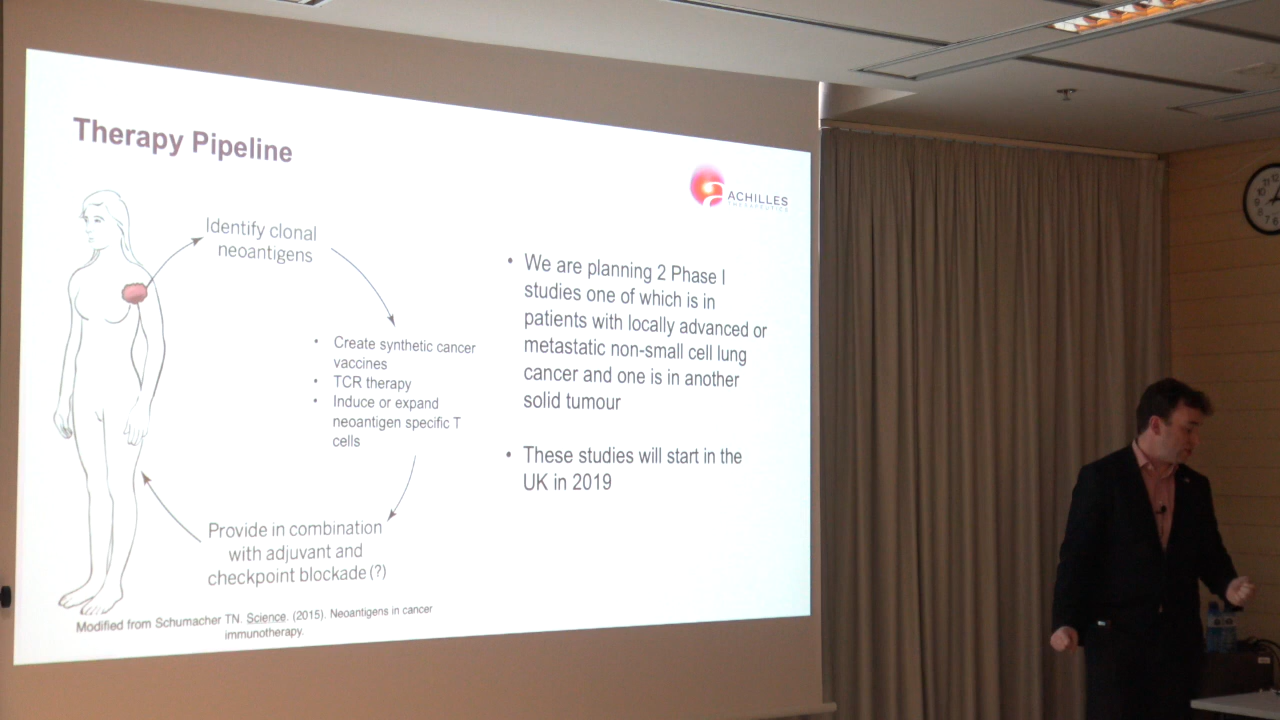 Therapy Pipeline
ACHILLES
THERAPEUTICS
Identify clonal
neoantigens
• Create synthetic cancer
vaccines
• TCR therapy
• Induce or expand
neoantigen specific T
cells
Provide in combination
with adjuvant and
checkpoint blockade (?)
Modified from Schumacher TN. Science. (2015). Neoantigens in cancer
immunotherapy.
• We are planning 2 Phase I
studies one of which is in
patients with locally advanced or
metastatic non-small cell lung
cancer and one is in another
solid tumour
• These studies will start in the
UK in 2019